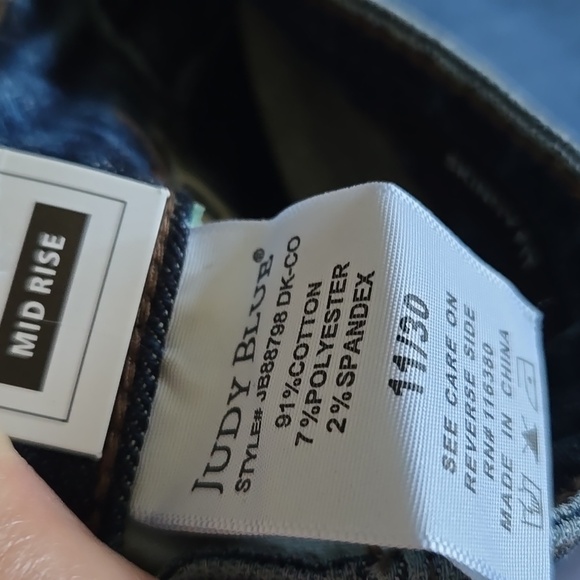 MID RISE
JUDY BLUE®
STYLE# JB88798 DK-CO
91%COTTON
7%POLYESTER
2%SPANDEX
11/30
SEE CARE ON
REVERSE SIDE
RN#116380
MADE IN CHINA